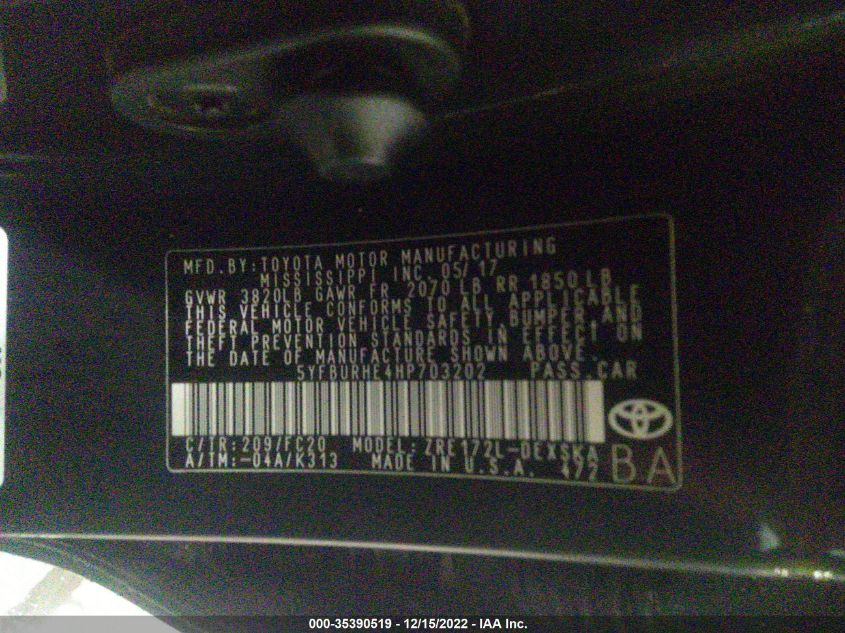 MFD.BY:TOYOTA MOTOR MANUFACTURING
MISSISSIPPI INC. 05/17
GVWR 3820LB GAWR FR 2070 LB RR 1850 LB
THIS VEHICLE CONFORMS TO ALL APPLICABLE
FEDERAL MOTOR VEHICLE SAFETY, BUMPER AND
THEFT PREVENTION STANDARDS IN EFFECT ON
THE DATE OF MANUFACTURE SHOWN ABOVE.
5YFBURHE4HP703202 PASS.CAR
C/TR:209/FC20 MODEL:ZRE172L-DEXSKA
A/TM:-04A/K313 MADE IN U.S.A. 472
BA
000-35390519 - 12/15/2022 - IAA Inc.